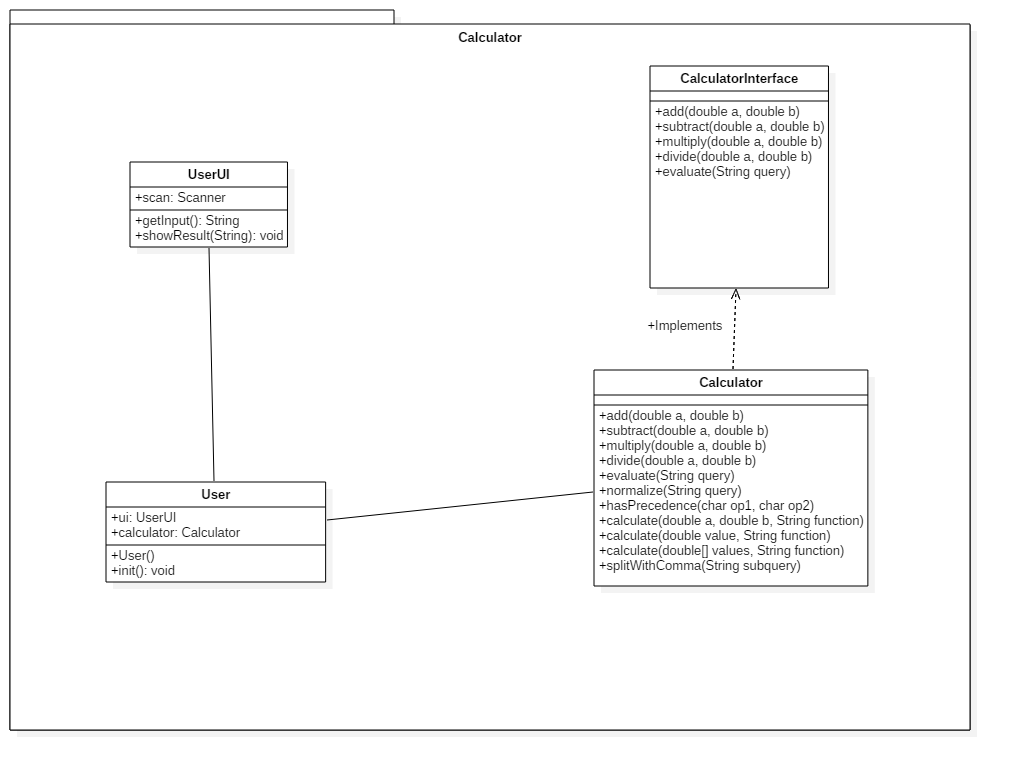 Calculator
CalculatorInterface
+add(double a, double b)
+subtract(double a, double b)
+multiply(double a, double b)
+divide(double a, double b)
+evaluate(String query)
UserUI
+scan: Scanner
+getInput(): String
+showResult(String): void
+Implements
Calculator
+add(double a, double b)
+subtract(double a, double b)
+multiply(double a, double b)
+divide(double a, double b)
+evaluate(String query)
+normalize(String query)
+hasPrecedence(char op1, char op2)
+calculate(double a, double b, String function)
+calculate(double value, String function)
+calculate(double[] values, String function)
+splitWithComma(String subquery)
User
+ui: UserUI
+calculator: Calculator
+User()
+init(): void